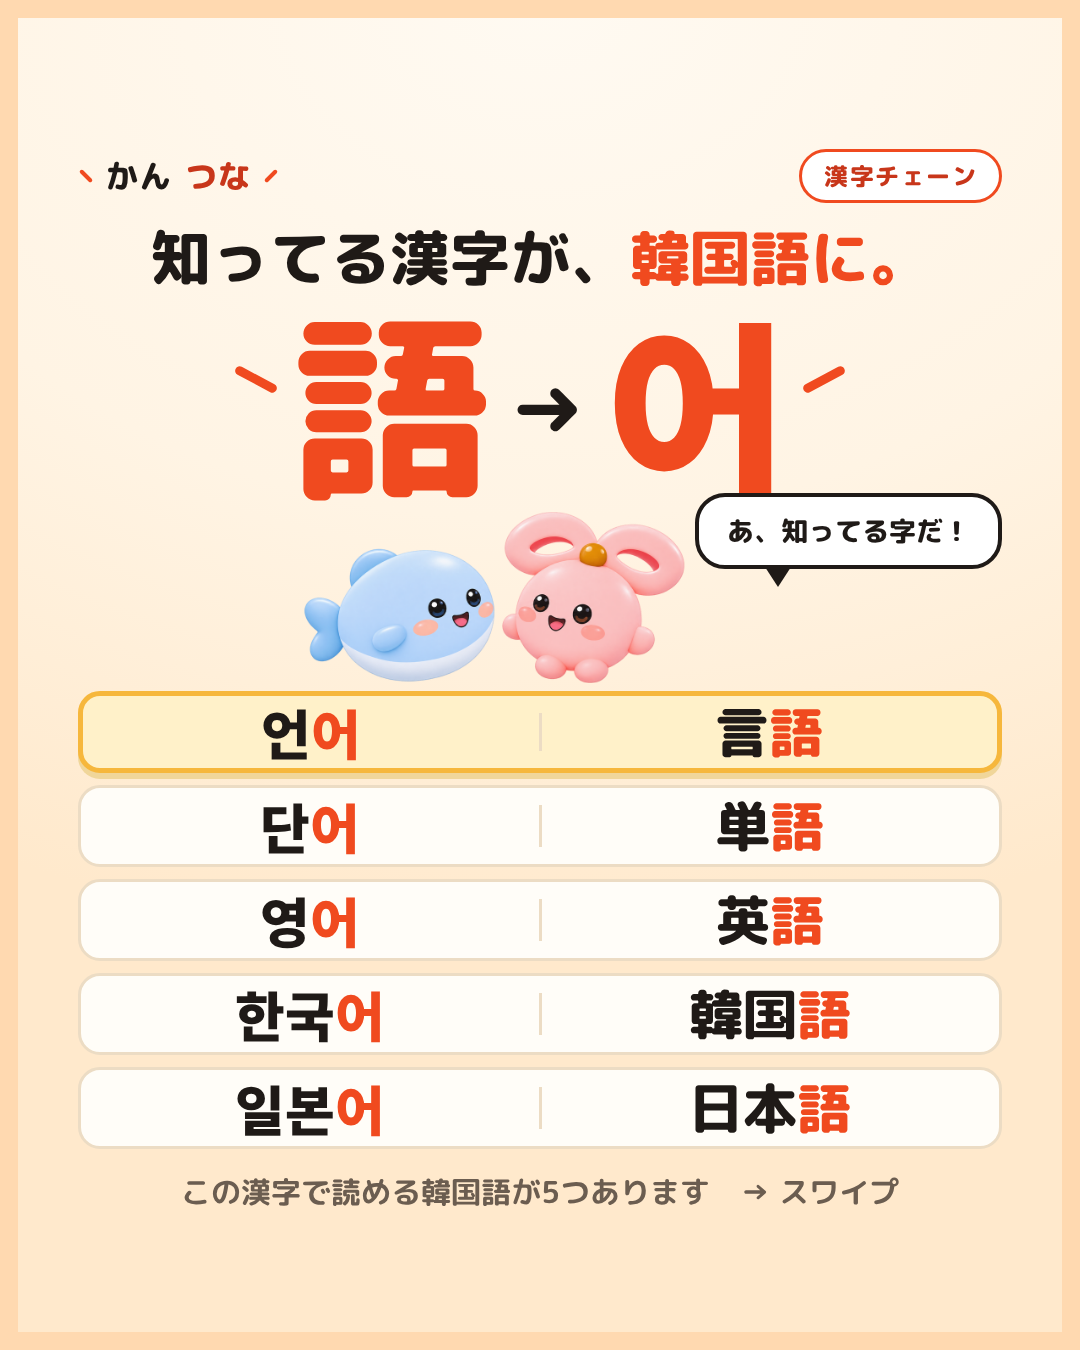 かん つな
漢字チェーン
知ってる漢字が、韓国語に。
語 → 어
あ、知ってる字だ！
언어 言語
단어 単語
영어 英語
한국어 韓国語
일본어 日本語
この漢字で読める韓国語が5つあります → スワイプ